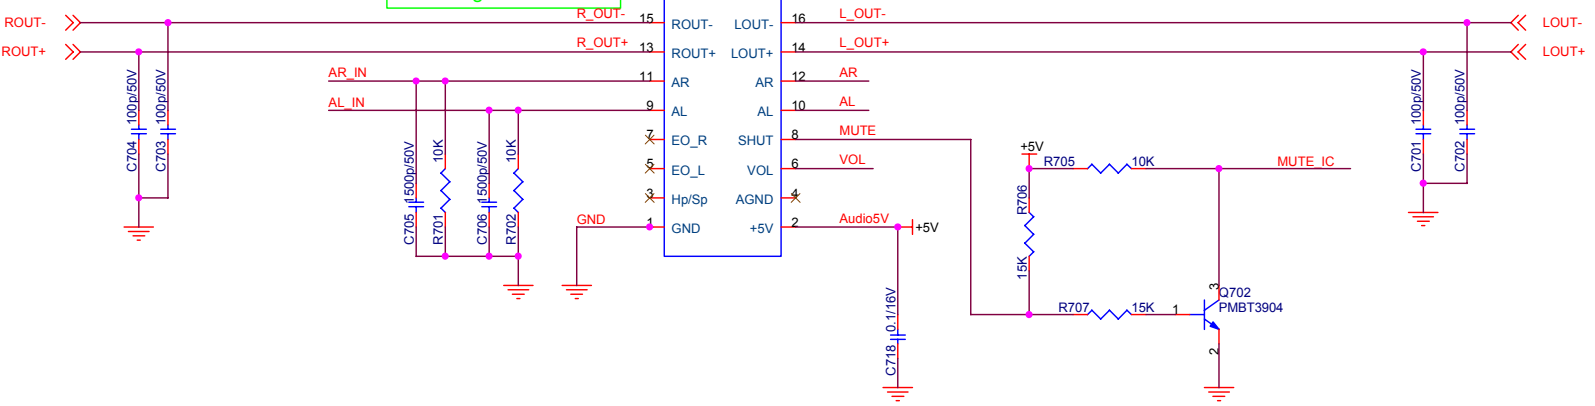 ROUT-
R_OUT-
15
ROUT-
LOUT-
16
L_OUT-
LOUT-
ROUT+
R_OUT+
13
ROUT+
LOUT+
14
L_OUT+
LOUT+
AR_IN
11
AR
AR
12
AR
AL_IN
9
AL
AL
10
AL
7
EO_R
SHUT
8
MUTE
5
EO_L
VOL
6
VOL
3
Hp/Sp
AGND
4
GND
1
GND
+5V
2
Audio5V
+5V
C704
100p/50V
C703
100p/50V
C705
1500p/50V
R701
10K
C706
1500p/50V
R702
10K
C718
0.1/16V
+5V
R705
10K
MUTE_IC
R706
15K
R707
15K
1
3
Q702
PMBT3904
2
C701
100p/50V
C702
100p/50V